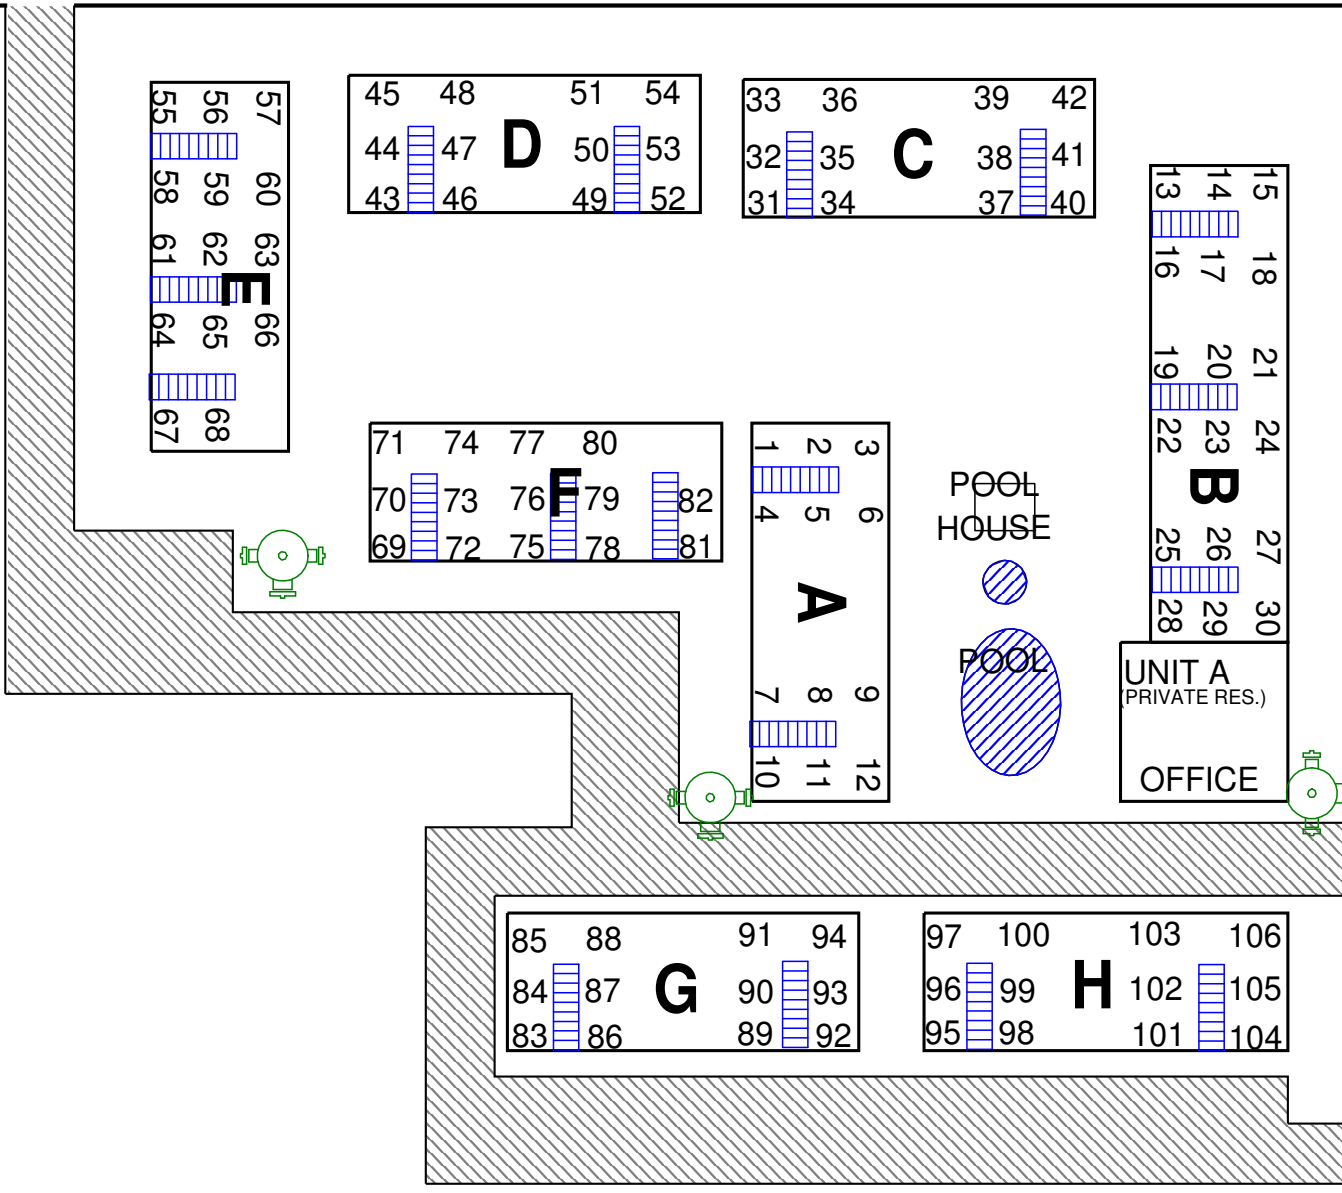 45 48 51 54
44 47 D 50 53
43 46 49 52
33 36 39 42
32 35 C 38 41
31 34 37 40
55 56 57
58 59 60
61 62 63
E
64 65 66
67 68
13 14 15
16 17 18
19 20 21
22 23 24
B
25 26 27
28 29 30
UNIT A
(PRIVATE RES.)
OFFICE
71 74 77 80
70 73 76 F 79 82
69 72 75 78 81
1 2 3
4 5 6
A
7 8 9
10 11 12
POOL
HOUSE
POOL
85 88 91 94
84 87 G 90 93
83 86 89 92
97 100 103 106
96 99 H 102 105
95 98 101 104